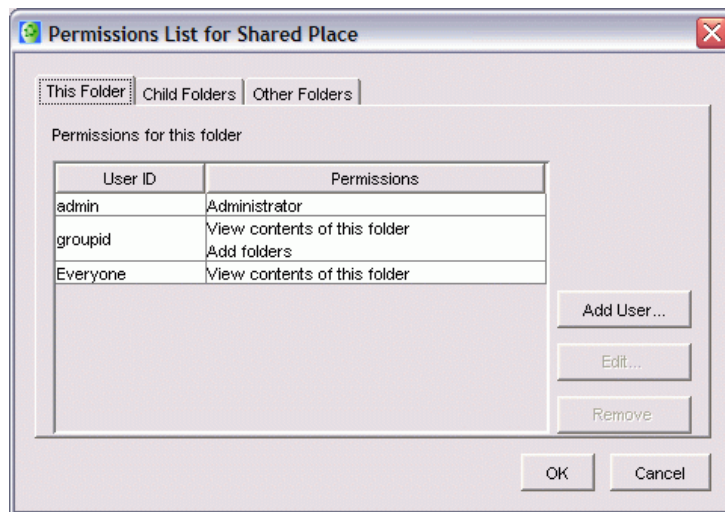 Permissions List for Shared Place
This Folder Child Folders Other Folders
Permissions for this folder
User ID Permissions
admin Administrator
groupid View contents of this folder
Add folders
Everyone View contents of this folder
Add User...
Edit...
Remove
OK Cancel